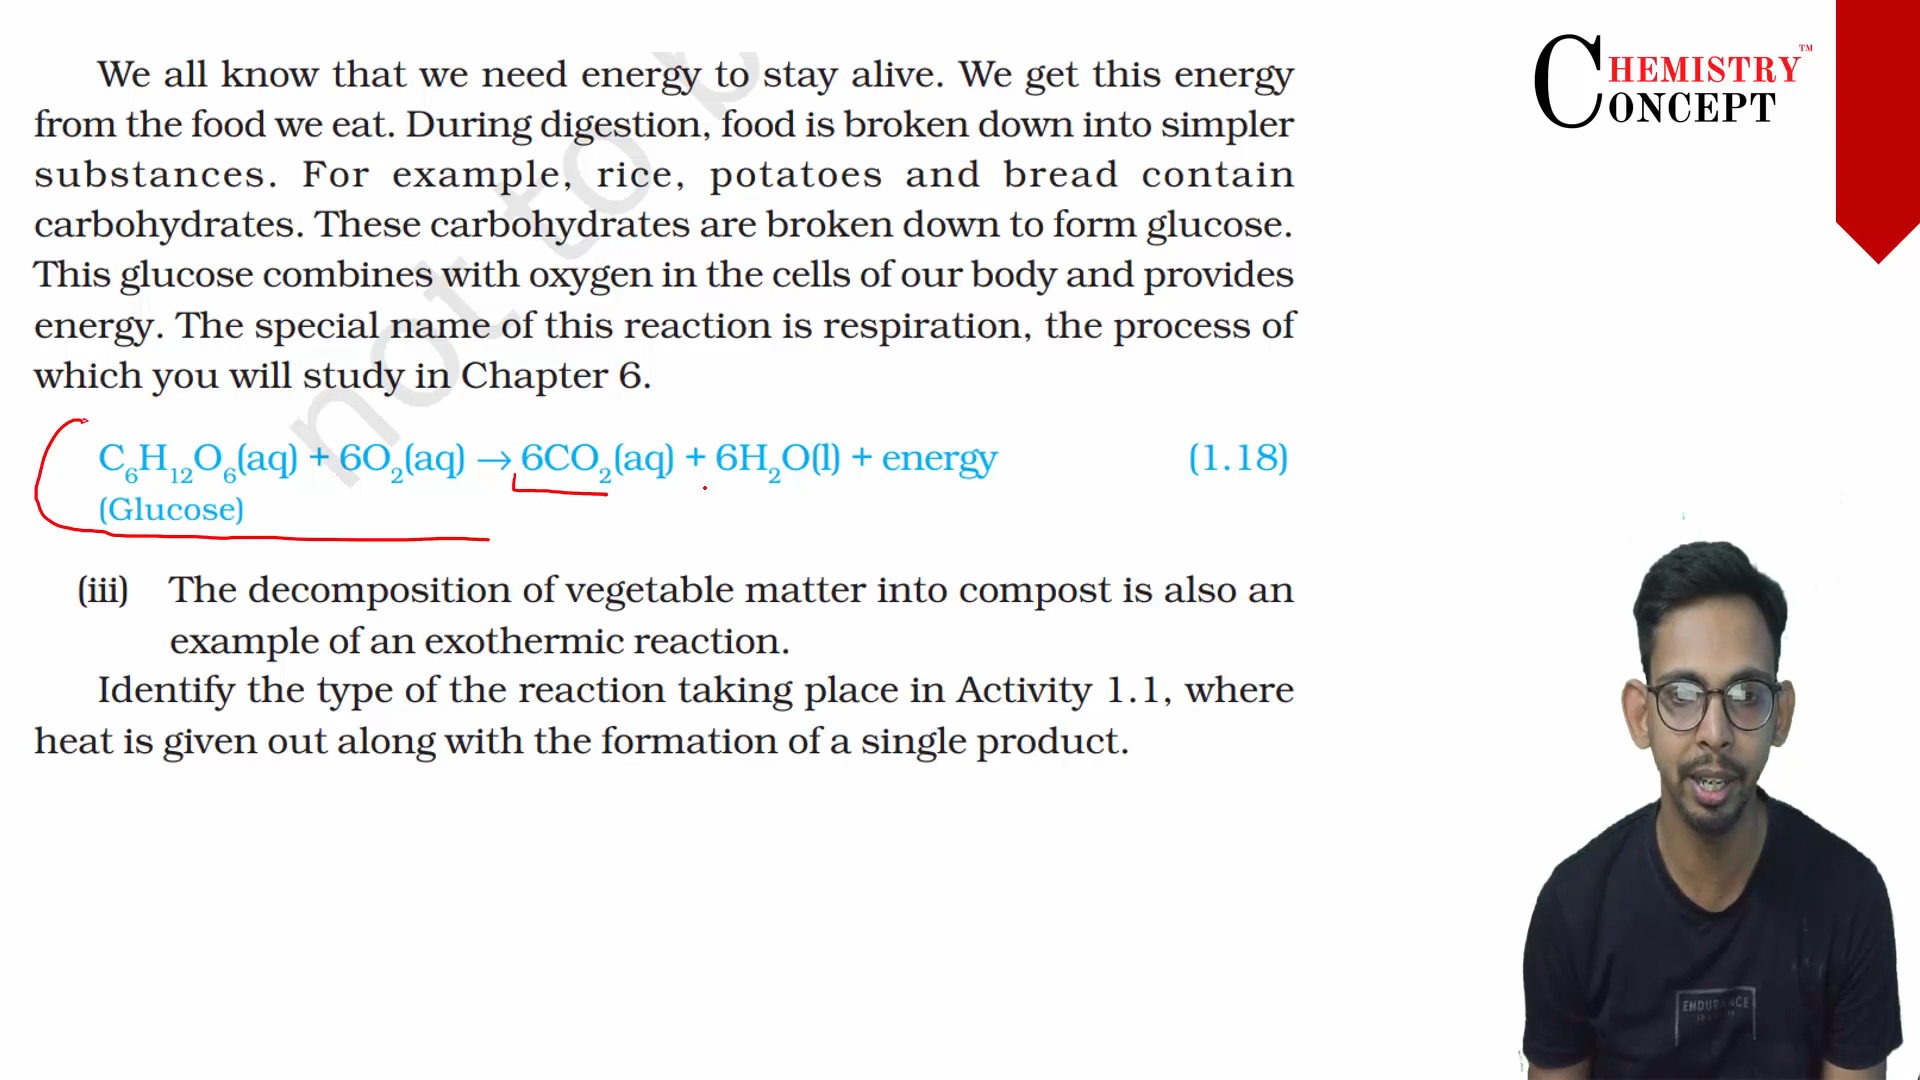 We all know that we need energy to stay alive. We get this energy
from the food we eat. During digestion, food is broken down into simpler
substances. For example, rice, potatoes and bread contain
carbohydrates. These carbohydrates are broken down to form glucose.
This glucose combines with oxygen in the cells of our body and provides
energy. The special name of this reaction is respiration, the process of
which you will study in Chapter 6.
C₆H₁₂O₆(aq) + 6O₂(aq) → 6CO₂(aq) + 6H₂O(l) + energy (1.18)
(Glucose)
(iii) The decomposition of vegetable matter into compost is also an
example of an exothermic reaction.
Identify the type of the reaction taking place in Activity 1.1, where
heat is given out along with the formation of a single product.
not to b
CHEMISTRY™
CONCEPT
ENDURANCE